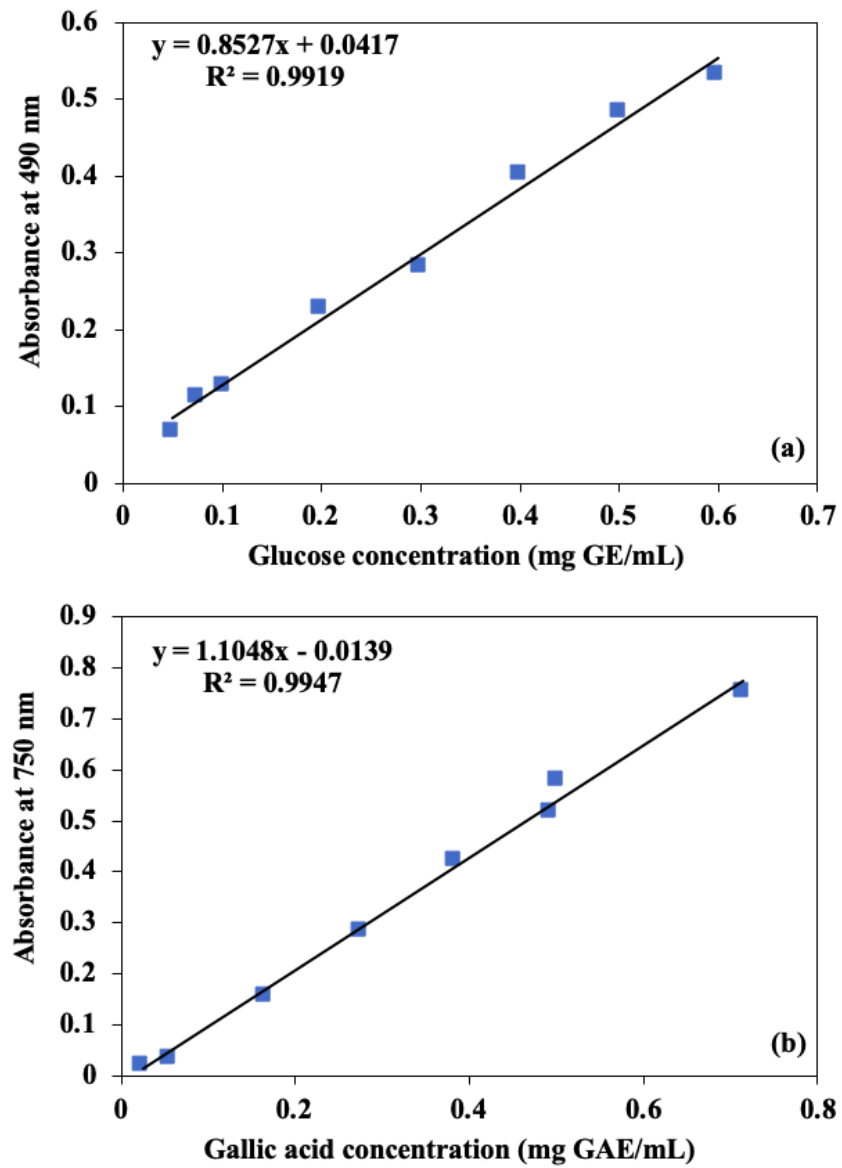 y = 0.8527x + 0.0417
R² = 0.9919
0.6
0.5
0.4
0.3
0.2
0.1
0
Absorbance at 490 nm
(a)
0 0.1 0.2 0.3 0.4 0.5 0.6 0.7
Glucose concentration (mg GE/mL)
y = 1.1048x - 0.0139
R² = 0.9947
0.9
0.8
0.7
0.6
0.5
0.4
0.3
0.2
0.1
0
Absorbance at 750 nm
(b)
0 0.2 0.4 0.6 0.8
Gallic acid concentration (mg GAE/mL)